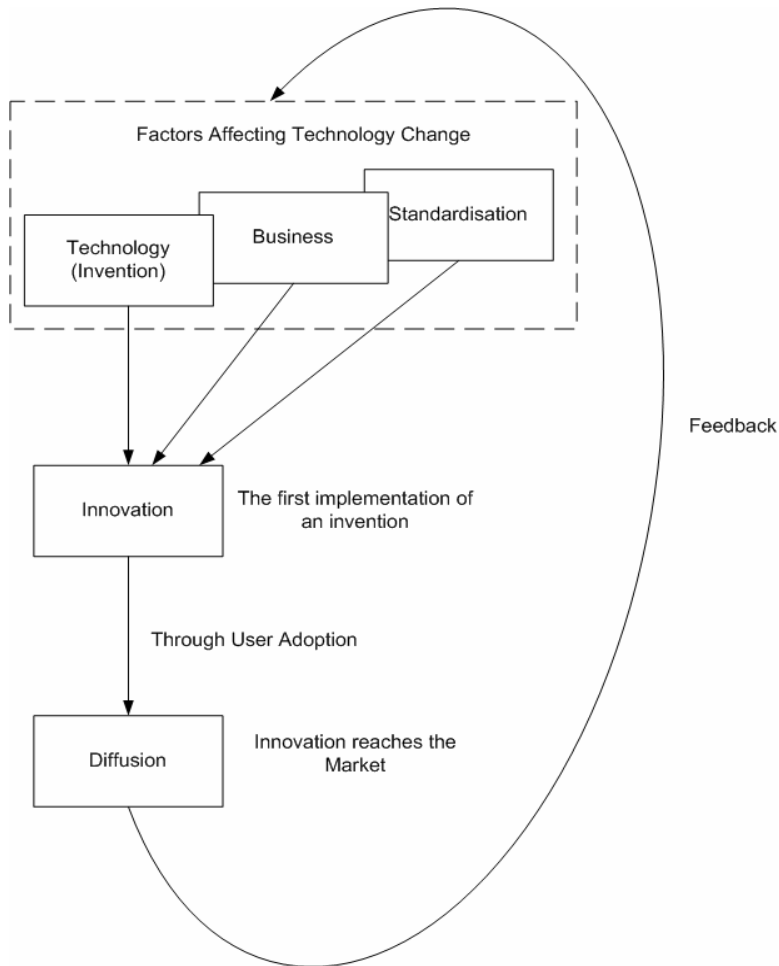 Factors Affecting Technology Change
Standardisation
Business
Technology
(Invention)
Feedback
Innovation
The first implementation of
an invention
Through User Adoption
Diffusion
Innovation reaches the
Market